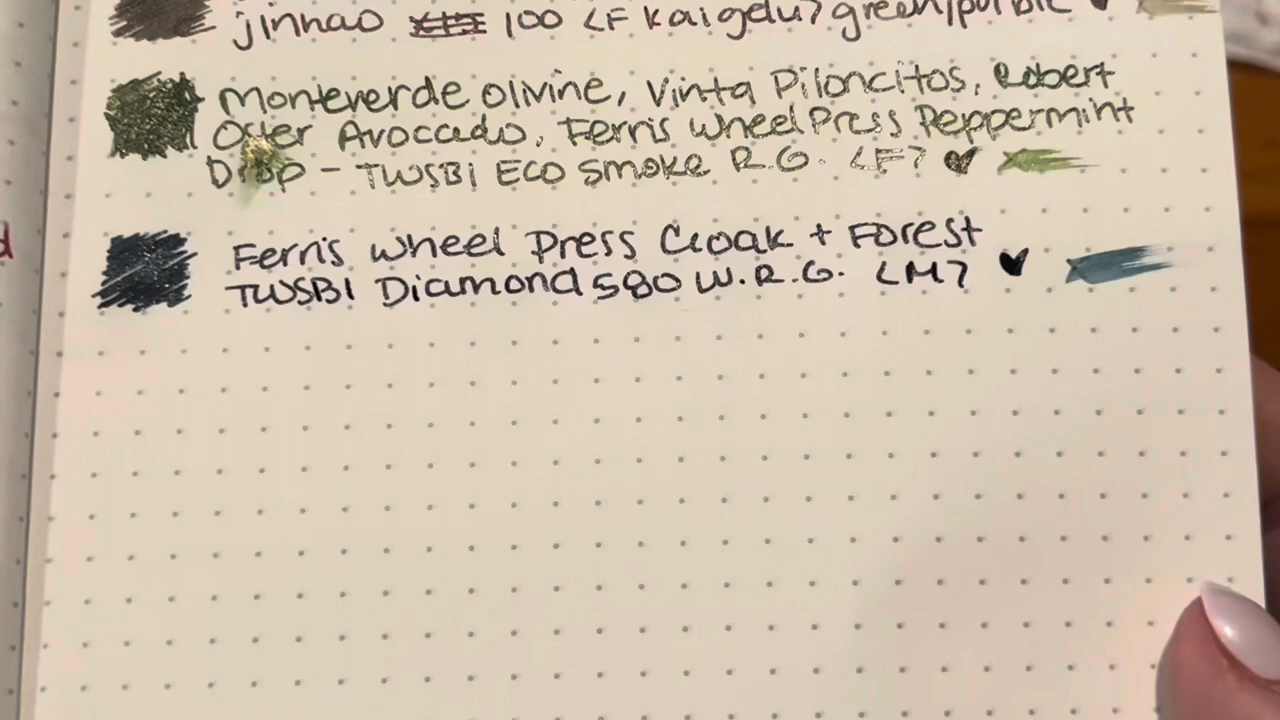 jinhao 100 <F kaigelu> green/purple ♥
Monteverde Olivine, Vinta Piloncitos, Robert
Oster Avocado, Ferris Wheel Press Peppermint
Drop - TWSBI ECO Smoke R.G. <F> ♥
Ferris Wheel Press Cloak + Forest
TWSBI Diamond 580 W.R.G. <M> ♥